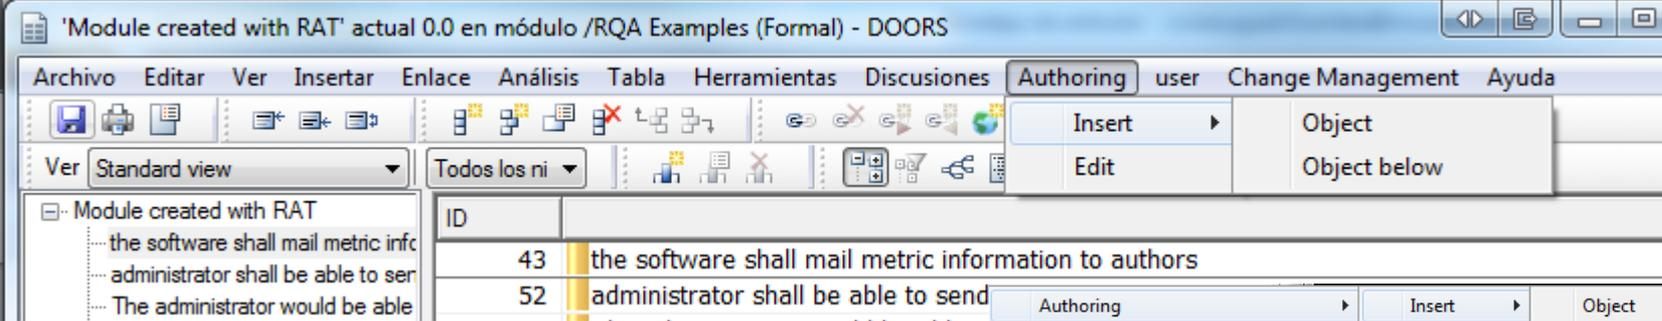 'Module created with RAT' actual 0.0 en módulo /RQA Examples (Formal) - DOORS
Archivo Editar Ver Insertar Enlace Análisis Tabla Herramientas Discusiones Authoring user Change Management Ayuda
Insert Object
Ver Standard view Todos los ni Edit Object below
Module created with RAT ID
the software shall mail metric info
43 the software shall mail metric information to authors
administrator shall be able to sen
52 administrator shall be able to send
The administrator would be able
Authoring Insert Object